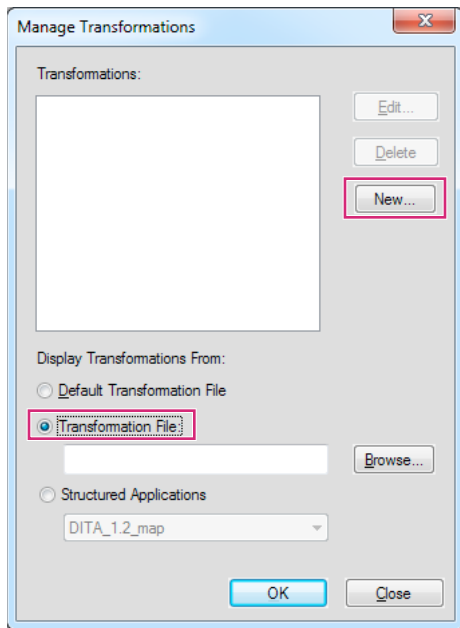 Manage Transformations
Transformations:
Edit...
Delete
New...
Display Transformations From:
Default Transformation File
Transformation File:
Browse...
Structured Applications
DITA_1.2_map
OK
Close